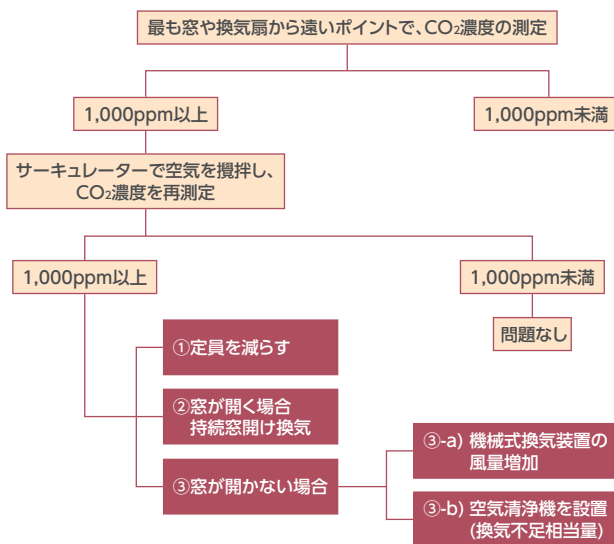 最も窓や換気扇から遠いポイントで、CO₂濃度の測定
1,000ppm以上
1,000ppm未満
サーキュレーターで空気を攪拌し、
CO₂濃度を再測定
1,000ppm以上
1,000ppm未満
問題なし
①定員を減らす
②窓が開く場合
持続窓開け換気
③窓が開かない場合
③-a) 機械式換気装置の
風量増加
③-b) 空気清浄機を設置
(換気不足相当量)